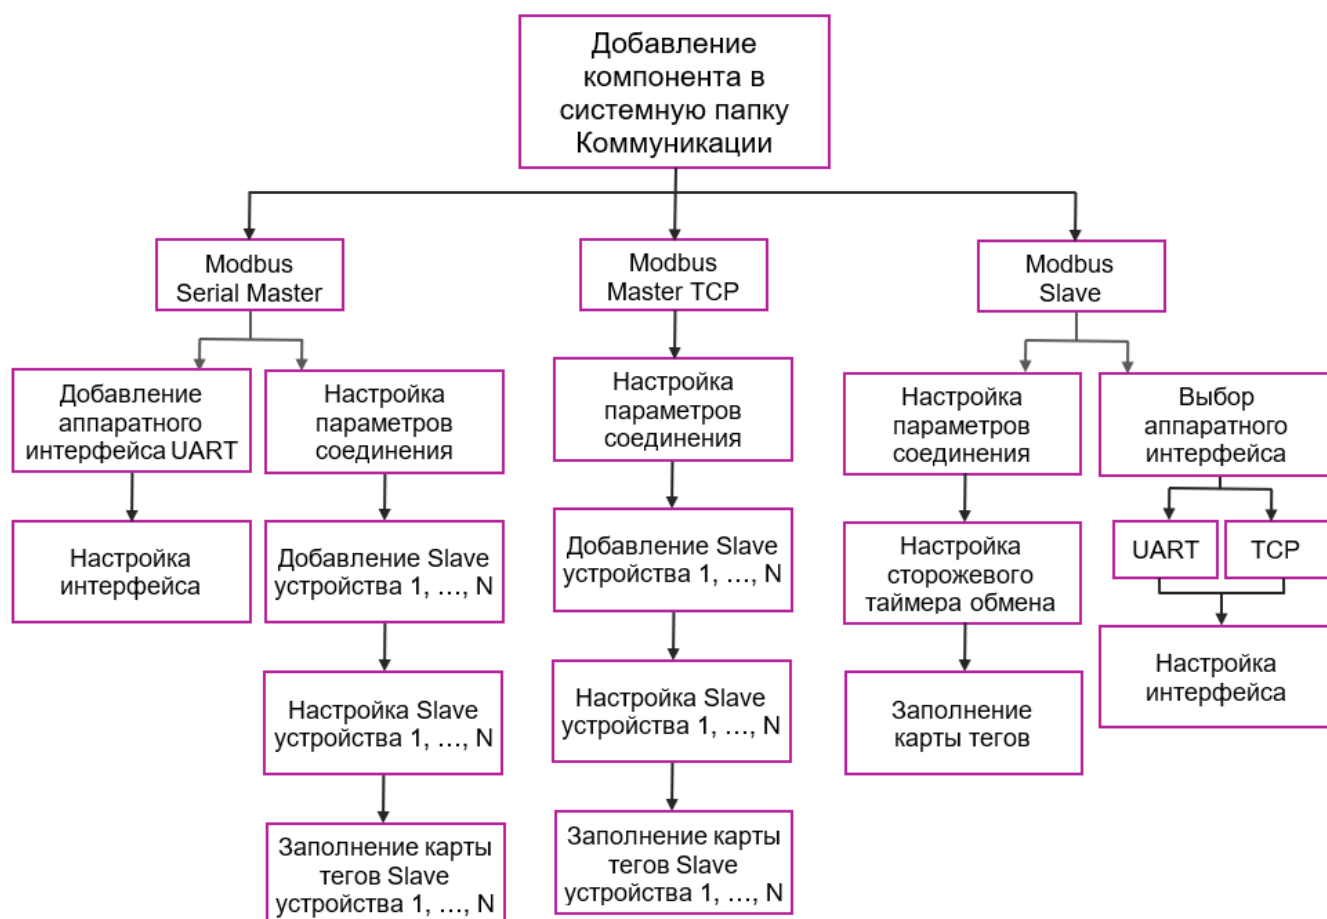 Добавление
компонента в
системную папку
Коммуникации
Modbus
Serial Master
Modbus
Master TCP
Modbus
Slave
Добавление
аппаратного
интерфейса UART
Настройка
параметров
соединения
Настройка
параметров
соединения
Настройка
параметров
соединения
Выбор
аппаратного
интерфейса
Настройка
интерфейса
Добавление Slave
устройства 1, ..., N
Добавление Slave
устройства 1, ..., N
Настройка
сторожевого
таймера обмена
UART
TCP
Настройка Slave
устройства 1, ..., N
Настройка Slave
устройства 1, ..., N
Заполнение
карты тегов
Настройка
интерфейса
Заполнение карты
тегов Slave
устройства 1, ..., N
Заполнение карты
тегов Slave
устройства 1, ..., N